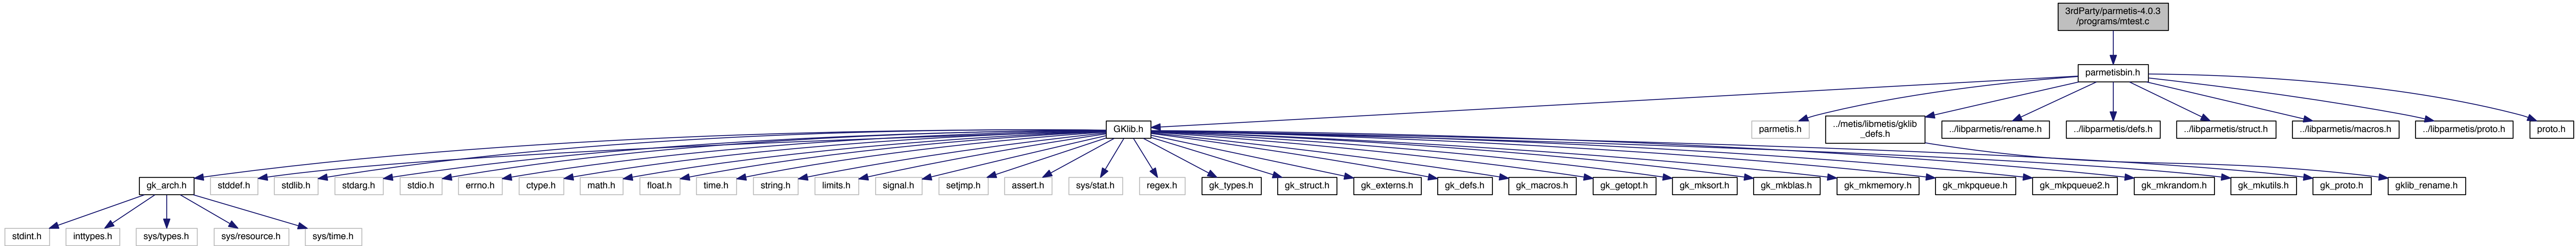 3rdParty/parmetis-4.0.3
/programs/mtest.c
parmetisbin.h
GKlib.h
parmetis.h
../metis/libmetis/gklib
_defs.h
../libparmetis/rename.h
../libparmetis/defs.h
../libparmetis/struct.h
../libparmetis/macros.h
../libparmetis/proto.h
proto.h
gk_arch.h
stddef.h
stdlib.h
stdarg.h
stdio.h
errno.h
ctype.h
math.h
float.h
time.h
string.h
limits.h
signal.h
setjmp.h
assert.h
sys/stat.h
regex.h
gk_types.h
gk_struct.h
gk_externs.h
gk_defs.h
gk_macros.h
gk_getopt.h
gk_mksort.h
gk_mkblas.h
gk_mkmemory.h
gk_mkpqueue.h
gk_mkpqueue2.h
gk_mkrandom.h
gk_mkutils.h
gk_proto.h
gklib_rename.h
stdint.h
inttypes.h
sys/types.h
sys/resource.h
sys/time.h